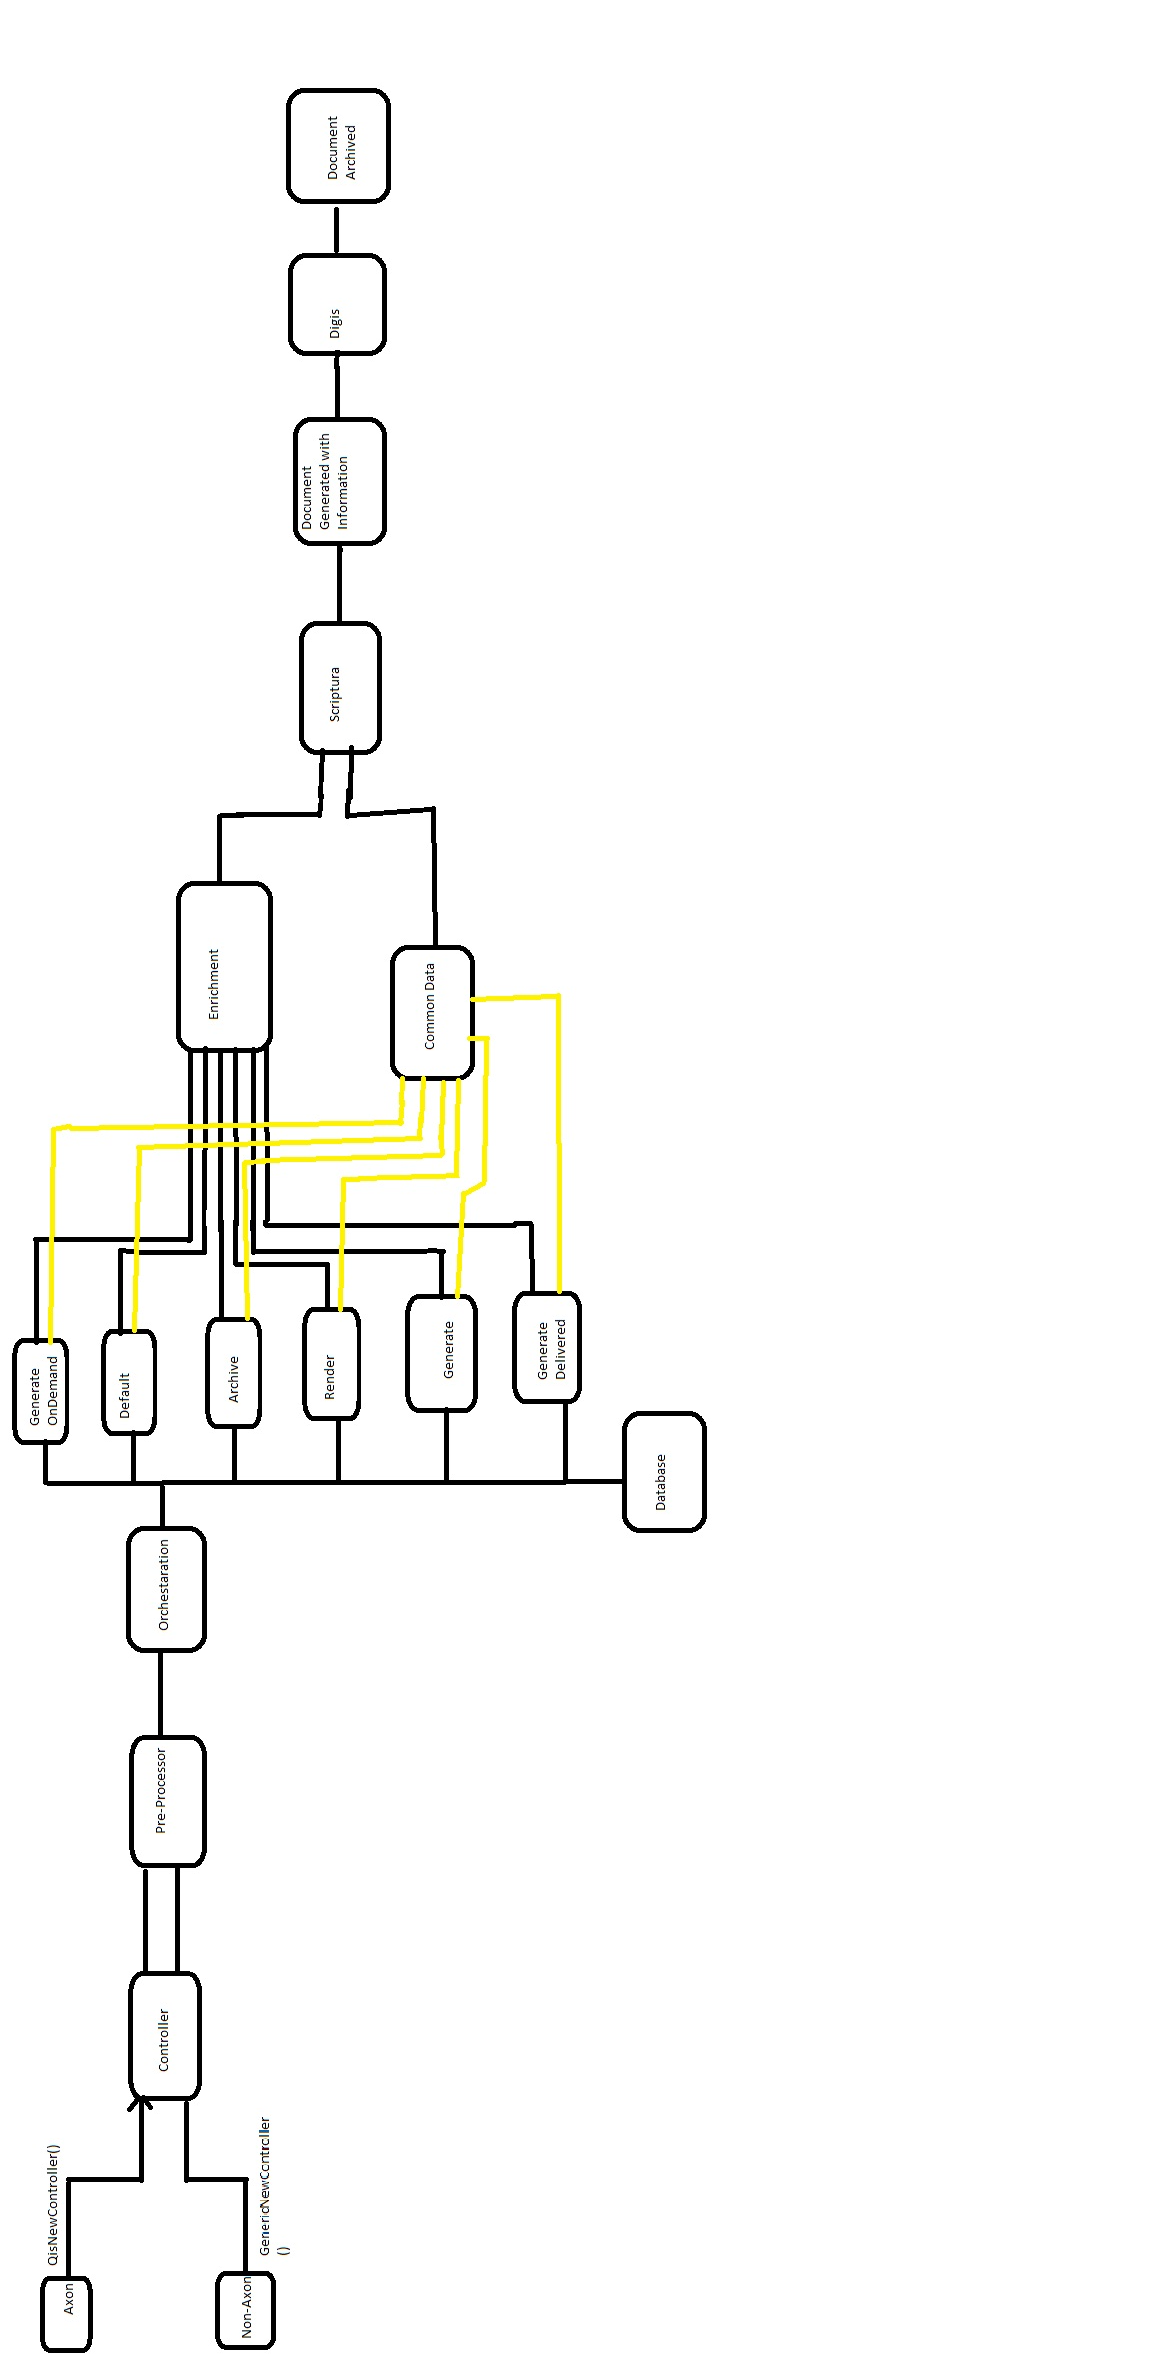 Document
Archived
Digis
Document
Generated with
Information
Scriptura
Enrichment
Common Data
Generate
OnDemand
Default
Archive
Render
Generate
Generate
Delivered
Database
Orchestaration
Pre-Processor
Controller
QisNewController()
GenericNewController
()
Axon
Non-Axon